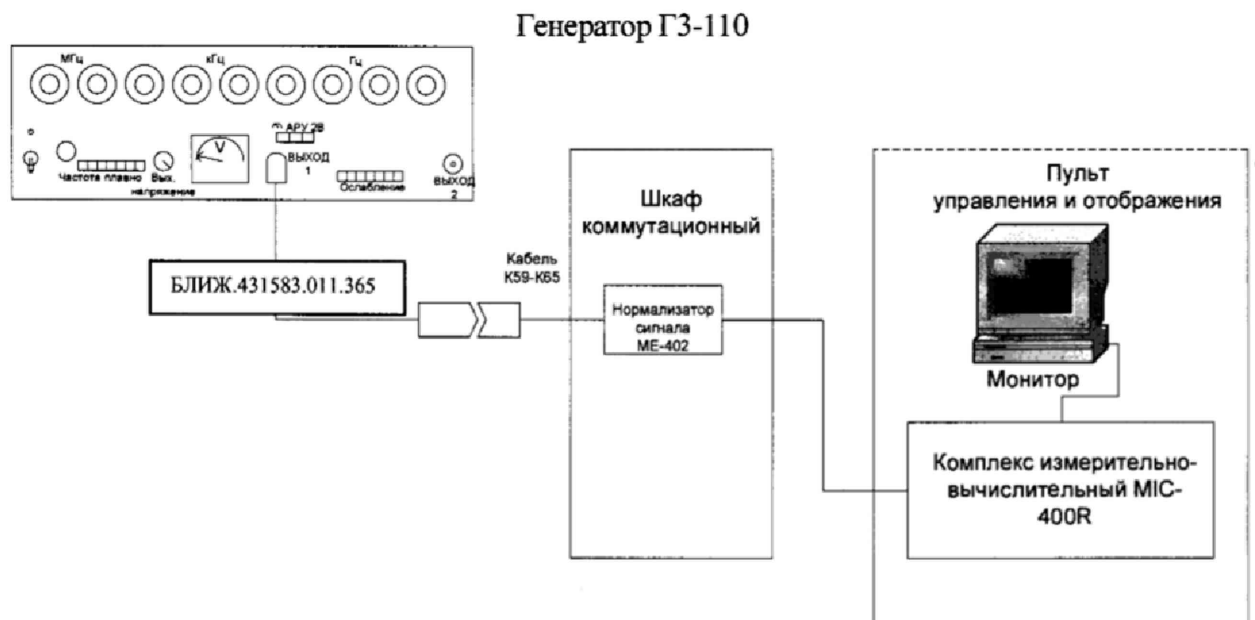 Генератор Г3-110
МГц
кГц
Гц
АРУ 2В
V
ВЫХОД
1
Частота плавно
Вых.
напряжение
Ослабление
ВЫХОД
2
БЛИЖ.431583.011.365
Кабель
К59-К65
Шкаф
коммутационный
Нормализатор
сигнала
МЕ-402
Пульт
управления и отображения
Монитор
Комплекс измерительно-
вычислительный MIC-
400R